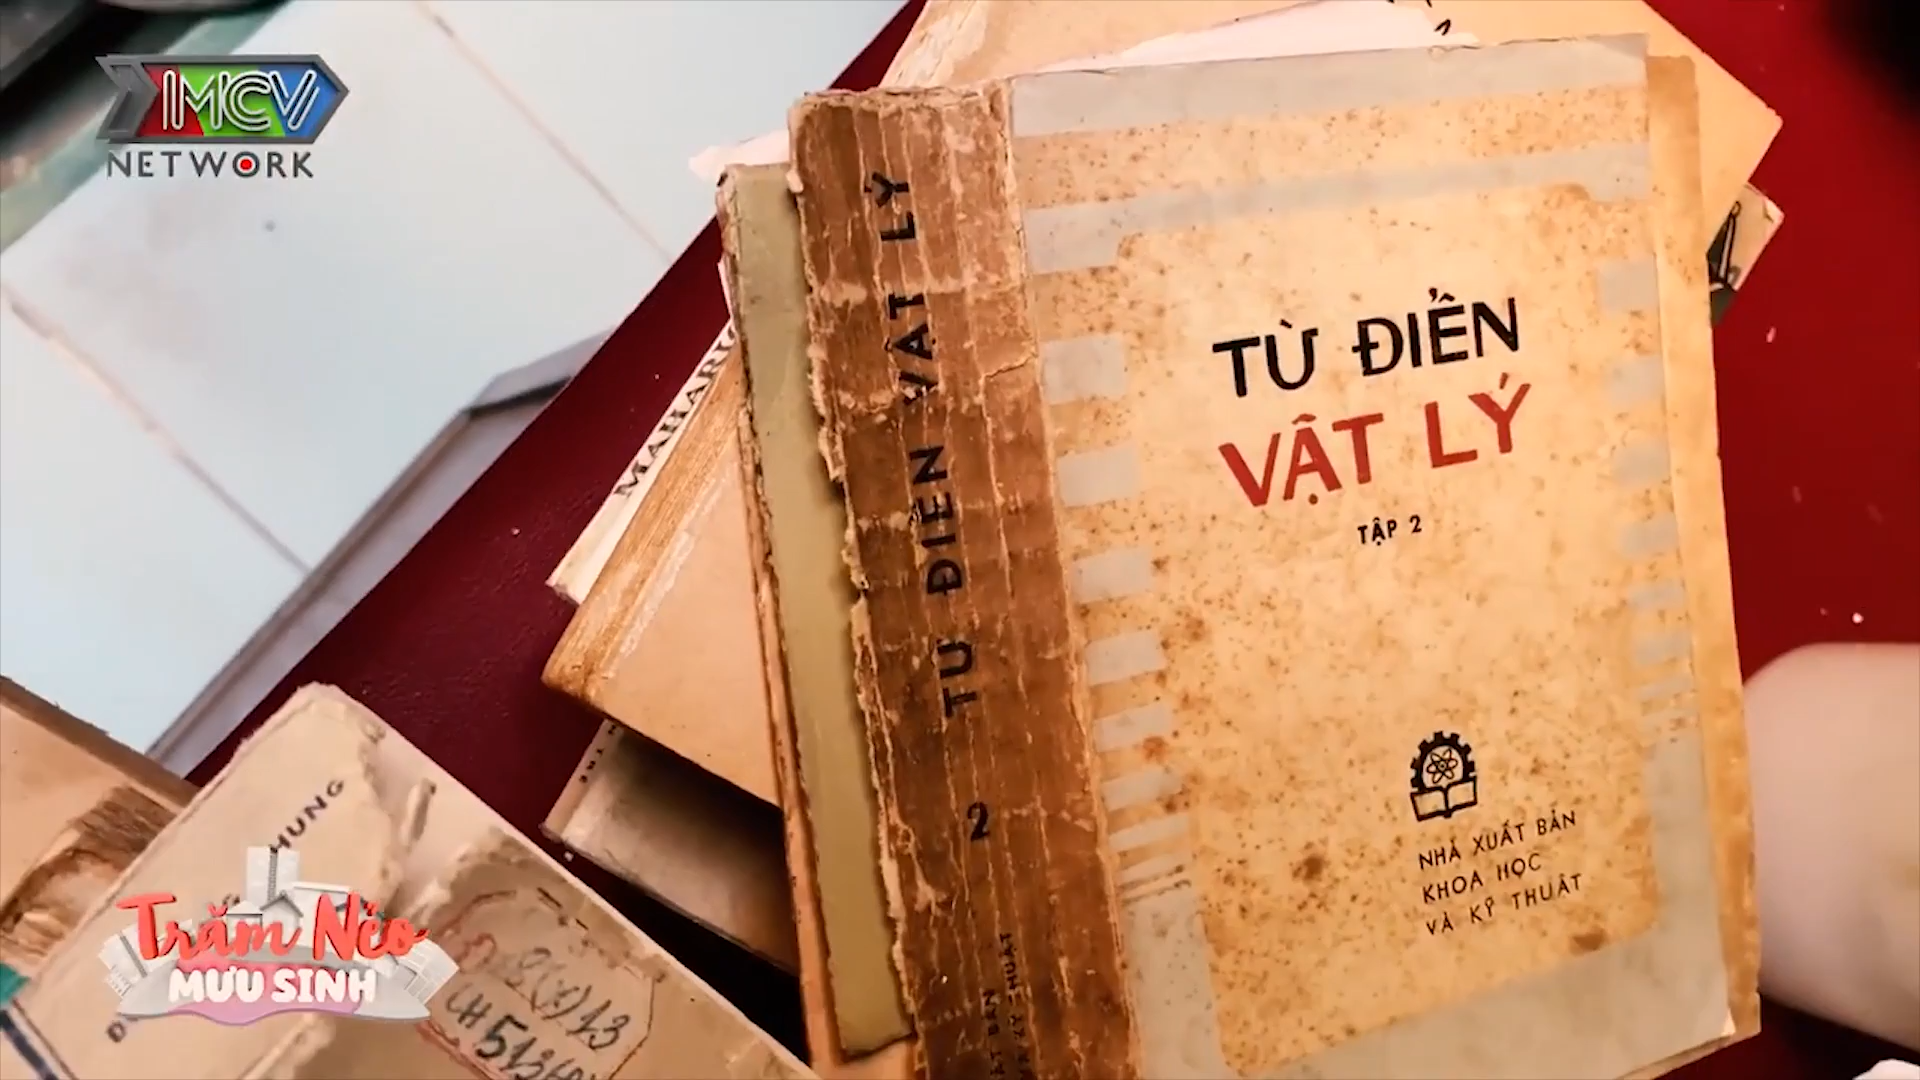 MCV
NETWORK
TỪ ĐIỂN VẬT LÝ
2
TỪ ĐIỂN
VẬT LÝ
TẬP 2
NHÀ XUẤT BẢN
KHOA HỌC
VÀ KỸ THUẬT
HUNG
Trăm Nẻo
MƯU SINH